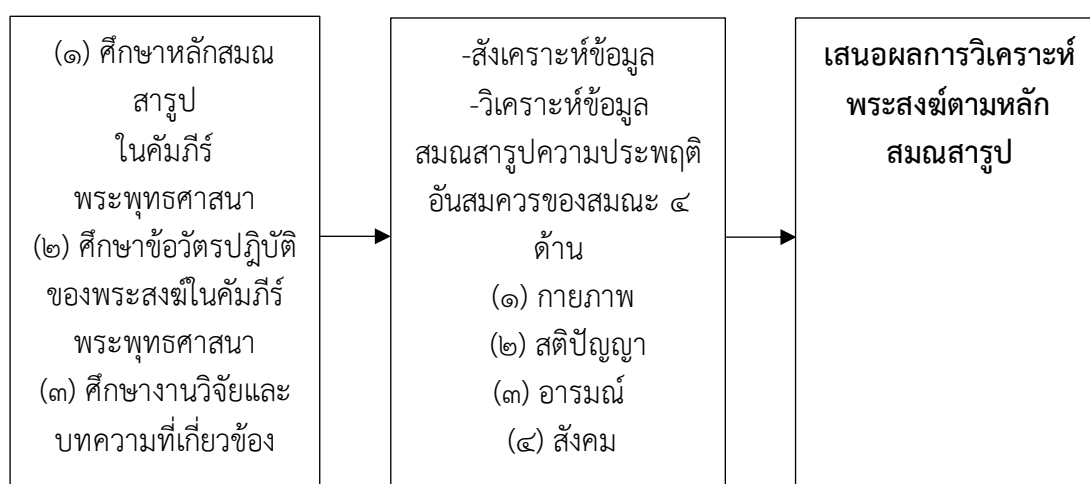 (๑) ศึกษาหลักสมณ
สารูป
ในคัมภีร์
พระพุทธศาสนา
(๒) ศึกษาข้อวัตรปฎิบัติ
ของพระสงฆ์ในคัมภีร์
พระพุทธศาสนา
(๓) ศึกษางานวิจัยและ
บทความที่เกี่ยวข้อง
-สังเคราะห์ข้อมูล
-วิเคราะห์ข้อมูล
สมณสารูปความประพฤติ
อันสมควรของสมณะ ๔
ด้าน
(๑) กายภาพ
(๒) สติปัญญา
(๓) อารมณ์
(๔) สังคม
เสนอผลการวิเคราะห์
พระสงฆ์ตามหลัก
สมณสารูป